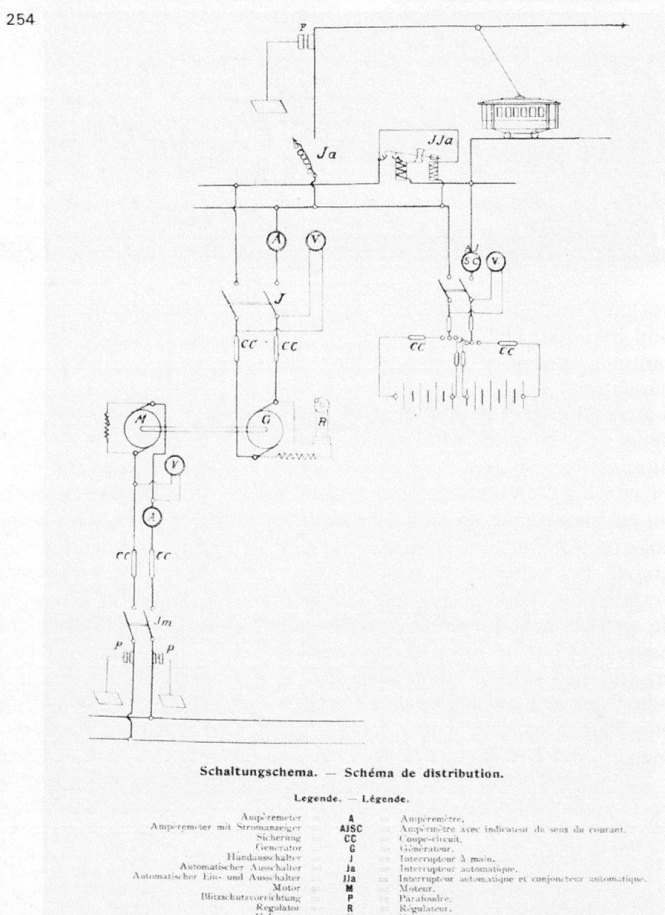 254
P
Ja
JJa
A
V
AJ
SC
V
J
CC
CC
CC
CC
M
G
R
V
A
CC
CC
Jm
P
P
Schaltungschema. — Schéma de distribution.
Legende. — Légende.
Ampèremeter = A = Ampèremètre.
Ampèremeter mit Stromanzeiger = AJSC = Ampèrmètre avec indicateur de sens du courant.
Sicherung = CC = Coupe-circuit.
Generator = G = Générateur.
Handausschalter = J = Interrupteur à main.
Automatischer Ausschalter = Ja = Interrupteur automatique.
Automatischer Ein- und Ausschalter = JJa = Interrupteur automatique et conjoncteur automatique.
Motor = M = Moteur.
Blitzschutzvorrichtung = P = Parafoudre.
Regulator = R = Régulateur.